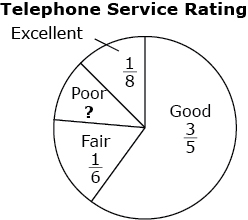 Telephone Service Rating
Excellent
1/8
Poor
?
Good
3/5
Fair
1/6